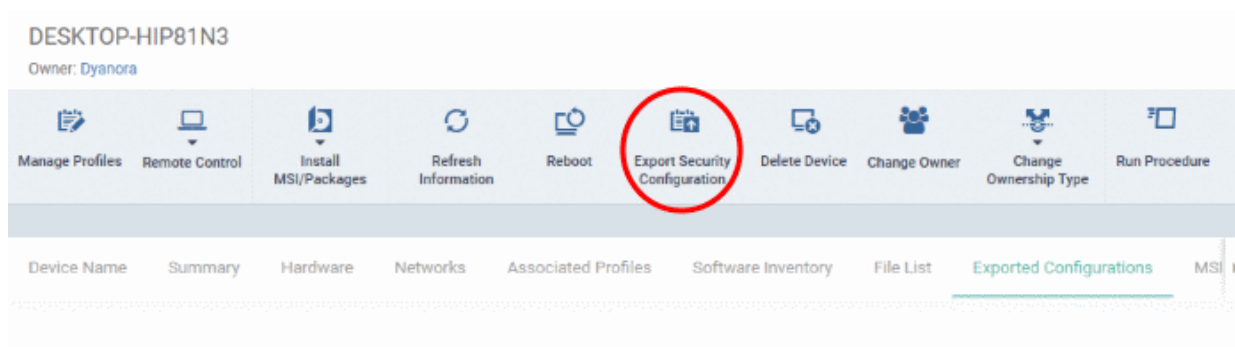 DESKTOP-HIP81N3
Owner: Dyanora
Manage Profiles
Remote Control
Install
MSI/Packages
Refresh
Information
Reboot
Export Security
Configuration
Delete Device
Change Owner
Change
Ownership Type
Run Procedure
Device Name
Summary
Hardware
Networks
Associated Profiles
Software Inventory
File List
Exported Configurations
MSI